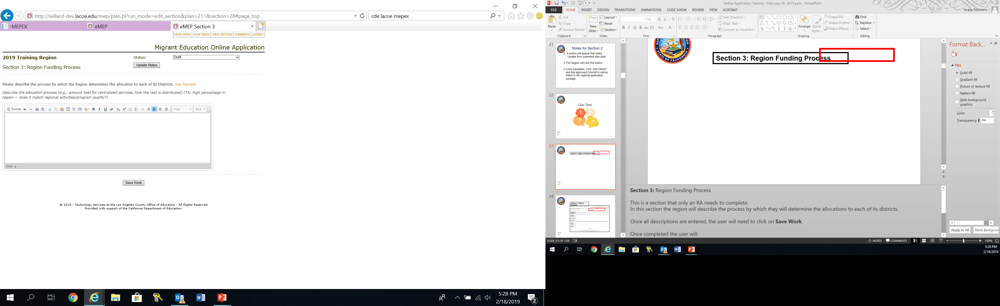 http://willard-dev.lacoe.edu/mep/plan.pl?run_mode=edit_section&plan=211&section=28#page_top
cde lacoe mepex
-MEPEX
eMEP
eMEP Section 3
MAIN MENU
PLAN INDEX
VIEW SECTION
COMMENTS
LOGOUT
Migrant Education Online Application
2019 Training Region
Status:
Draft
Update Status
Section 3: Region Funding Process
Please describe the process by which the Region determines the allocation to each of its Districts. See Sample
Describe the allocation process (e.g., amount held for centralized services, how the rest is distributed) (TA: high percentage in
region — does it match regional activities/program quality?)
Source
Font
Size
body p
Save Work
© 2019 - Technology Services at the Los Angeles County Office of Education - All Rights Reserved
Provided with support of the California Department of Education.
5:28 PM
2/18/2019
2
Online Application Training - February 28, 2019.pptx - PowerPoint
FILE
HOME
INSERT
DESIGN
TRANSITIONS
ANIMATIONS
SLIDE SHOW
REVIEW
VIEW
ACROBAT
Teresa Palomino
Paste
Cut
Copy
Format Painter
Clipboard
New
Slide
Layout
Reset
Section
Slides
18
Font
Text Direction
Align Text
Convert to SmartArt
Paragraph
Arrange
Quick
Styles
Shape Fill
Shape Outline
Shape Effects
Drawing
Find
Replace
Select
Editing
21
Notes for Section 2
2. A button will appear that states
"Update from submitted plan data"
3.The Region will click this button
4.Once populated, Click "Add District"
and that approved DSA/MOU will be
linked to the regional application
package.
22
Quiz Time:
23
Section 3: Region Funding Process
24
Section 4: Program
Overview
STATE OF CALIFORNIA
Section 3: Region Funding Process
Section 3: Region Funding Process
This is a section that only an RA needs to complete.
In this section the region will describe the process by which they will determine the allocations to each of its districts.
Once all descriptions are entered, the user will need to click on Save Work.
Once completed the user will:
Format Back...
FILL
Solid fill
Gradient fill
Picture or texture fill
Pattern fill
Hide background
graphics
Color
Transparency
0%
Apply to All
Reset Backgrou
SLIDE 23 OF 129
NOTES
COMMENTS
100%
5:28 PM
2/18/2019